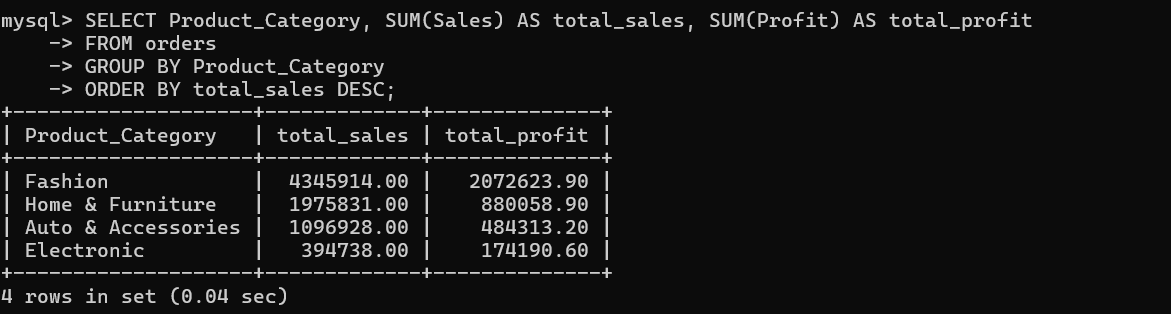 mysql> SELECT Product_Category, SUM(Sales) AS total_sales, SUM(Profit) AS total_profit
    -> FROM orders
    -> GROUP BY Product_Category
    -> ORDER BY total_sales DESC;
+--------------------+-------------+--------------+
| Product_Category   | total_sales | total_profit |
+--------------------+-------------+--------------+
| Fashion            |  4345914.00 |   2072623.90 |
| Home & Furniture   |  1975831.00 |    880058.90 |
| Auto & Accessories |  1096928.00 |    484313.20 |
| Electronic         |   394738.00 |    174190.60 |
+--------------------+-------------+--------------+
4 rows in set (0.04 sec)